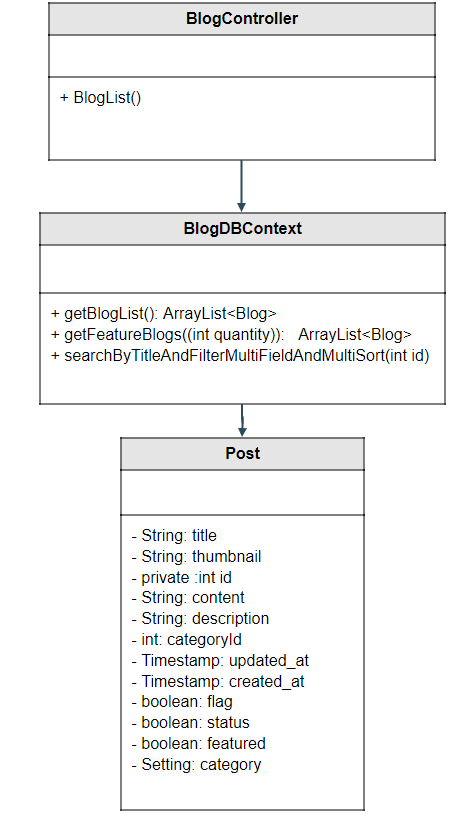 BlogController
+ BlogList()
BlogDBContext
+ getBlogList(): ArrayList<Blog>
+ getFeatureBlogs((int quantity)): ArrayList<Blog>
+ searchByTitleAndFilterMultiFieldAndMultiSort(int id)
Post
- String: title
- String: thumbnail
- private :int id
- String: content
- String: description
- int: categoryId
- Timestamp: updated_at
- Timestamp: created_at
- boolean: flag
- boolean: status
- boolean: featured
- Setting: category